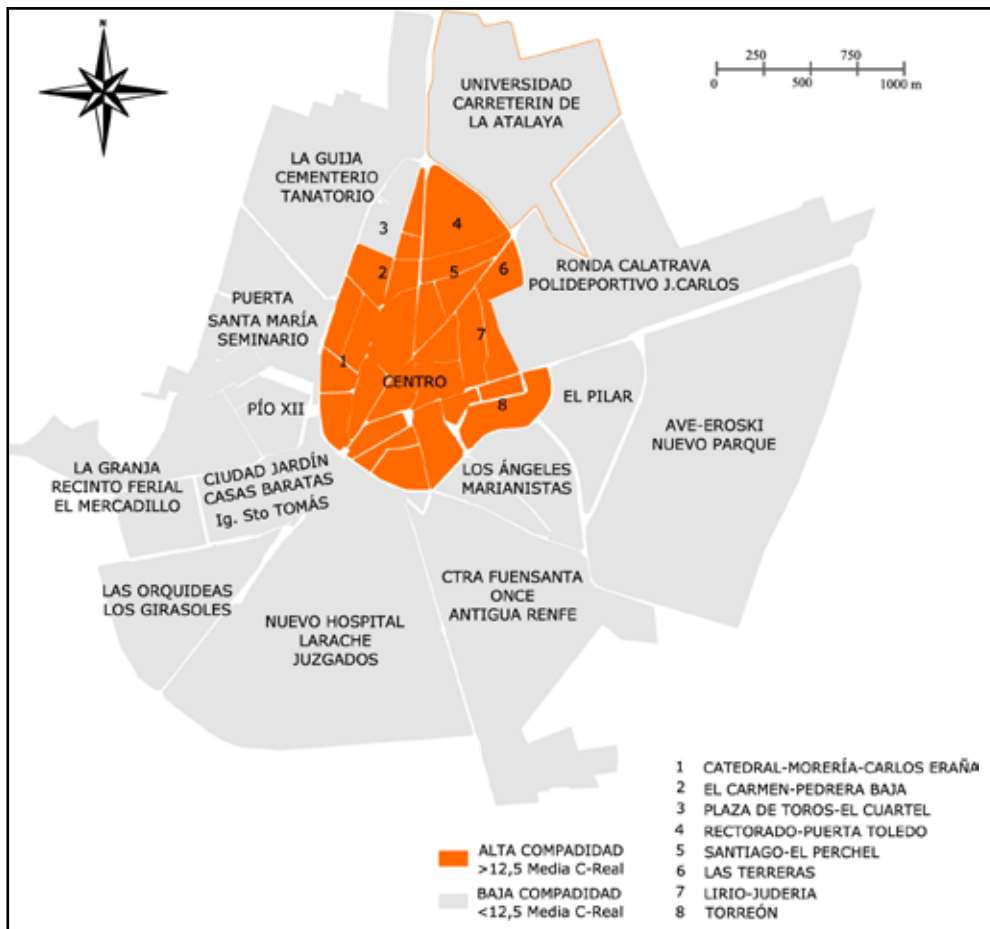 N
250 750
0 500 1000 m
UNIVERSIDAD
CARRETERIN DE
LA ATALAYA
LA GUIJA
CEMENTERIO
TANATORIO
3
4
2
5
6
RONDA CALATRAVA
POLIDEPORTIVO J.CARLOS
PUERTA
SANTA MARÍA
SEMINARIO
7
1
CENTRO
PÍO XII
8
EL PILAR
AVE-EROSKI
NUEVO PARQUE
LA GRANJA
RECINTO FERIAL
EL MERCADILLO
CIUDAD JARDÍN
CASAS BARATAS
Ig. Sto TOMÁS
LOS ÁNGELES
MARIANISTAS
LAS ORQUIDEAS
LOS GIRASOLES
NUEVO HOSPITAL
LARACHE
JUZGADOS
CTRA FUENSANTA
ONCE
ANTIGUA RENFE
ALTA COMPADIDAD
>12,5 Media C-Real
BAJA COMPADIDAD
<12,5 Media C-Real
1 CATEDRAL-MORERÍA-CARLOS ERAÑA
2 EL CARMEN-PEDRERA BAJA
3 PLAZA DE TOROS-EL CUARTEL
4 RECTORADO-PUERTA TOLEDO
5 SANTIAGO-EL PERCHEL
6 LAS TERRERAS
7 LIRIO-JUDERIA
8 TORREÓN